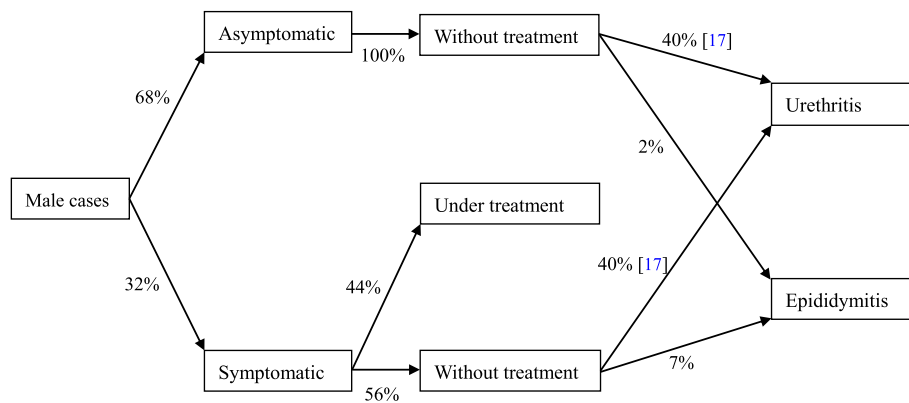 Asymptomatic
100%
Without treatment
40% [17]
68%
Urethritis
2%
Male cases
Under treatment
32%
44%
40% [17]
Epididymitis
Symptomatic
56%
Without treatment
7%